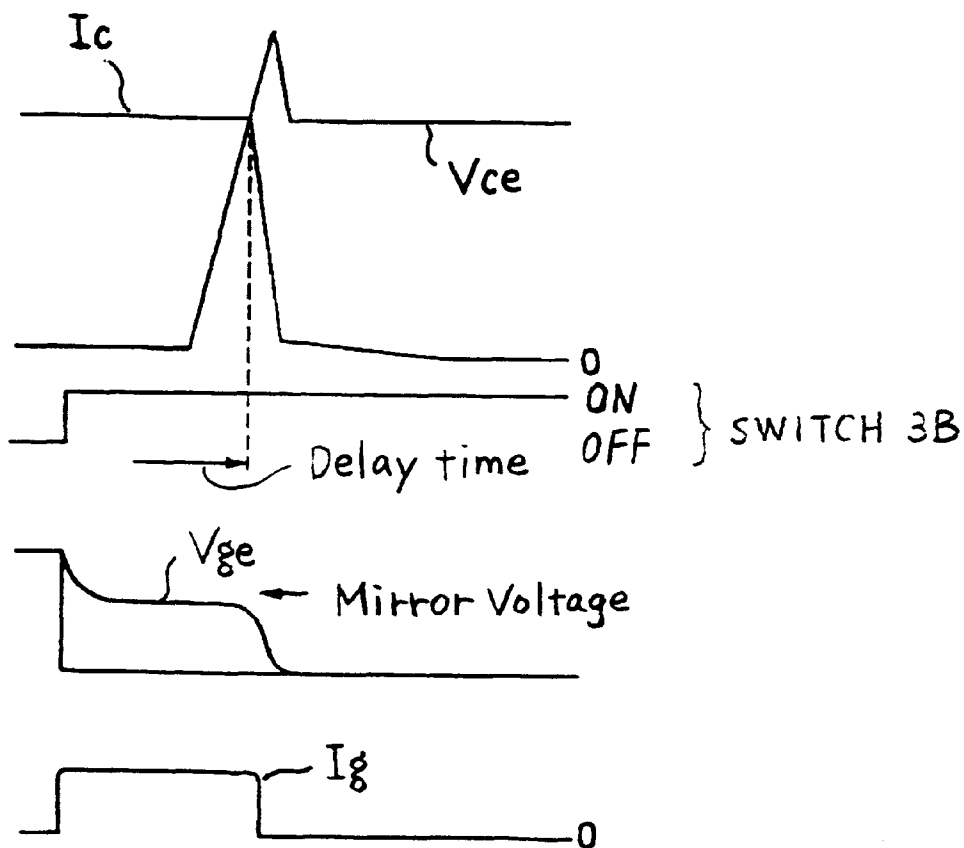 Ic
Vce
0
ON
OFF
SWITCH 3B
Delay time
Vge
Mirror Voltage
Ig
0